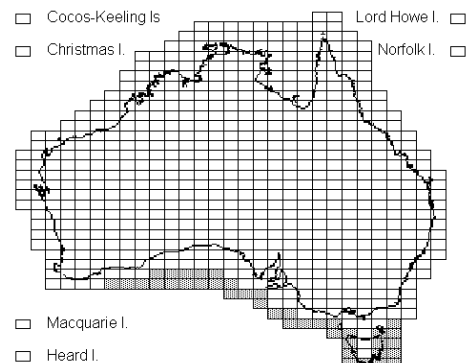 Cocos-Keeling Is
Lord Howe I.
Christmas I.
Norfolk I.
Macquarie I.
Heard I.